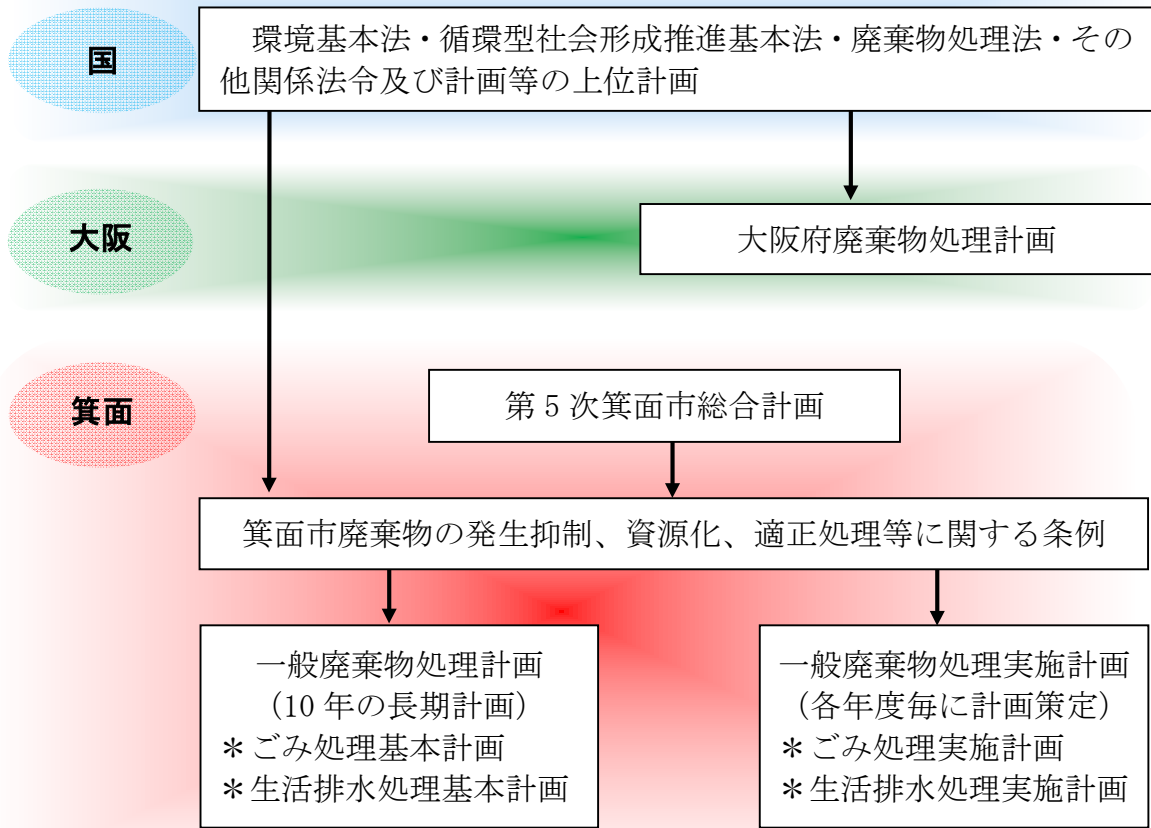 国
環境基本法・循環型社会形成推進基本法・廃棄物処理法・その
他関係法令及び計画等の上位計画
大阪
大阪府廃棄物処理計画
箕面
第5次箕面市総合計画
箕面市廃棄物の発生抑制、資源化、適正処理等に関する条例
一般廃棄物処理計画
(10年の長期計画)
＊ごみ処理基本計画
＊生活排水処理基本計画
一般廃棄物処理実施計画
(各年度毎に計画策定)
＊ごみ処理実施計画
＊生活排水処理実施計画